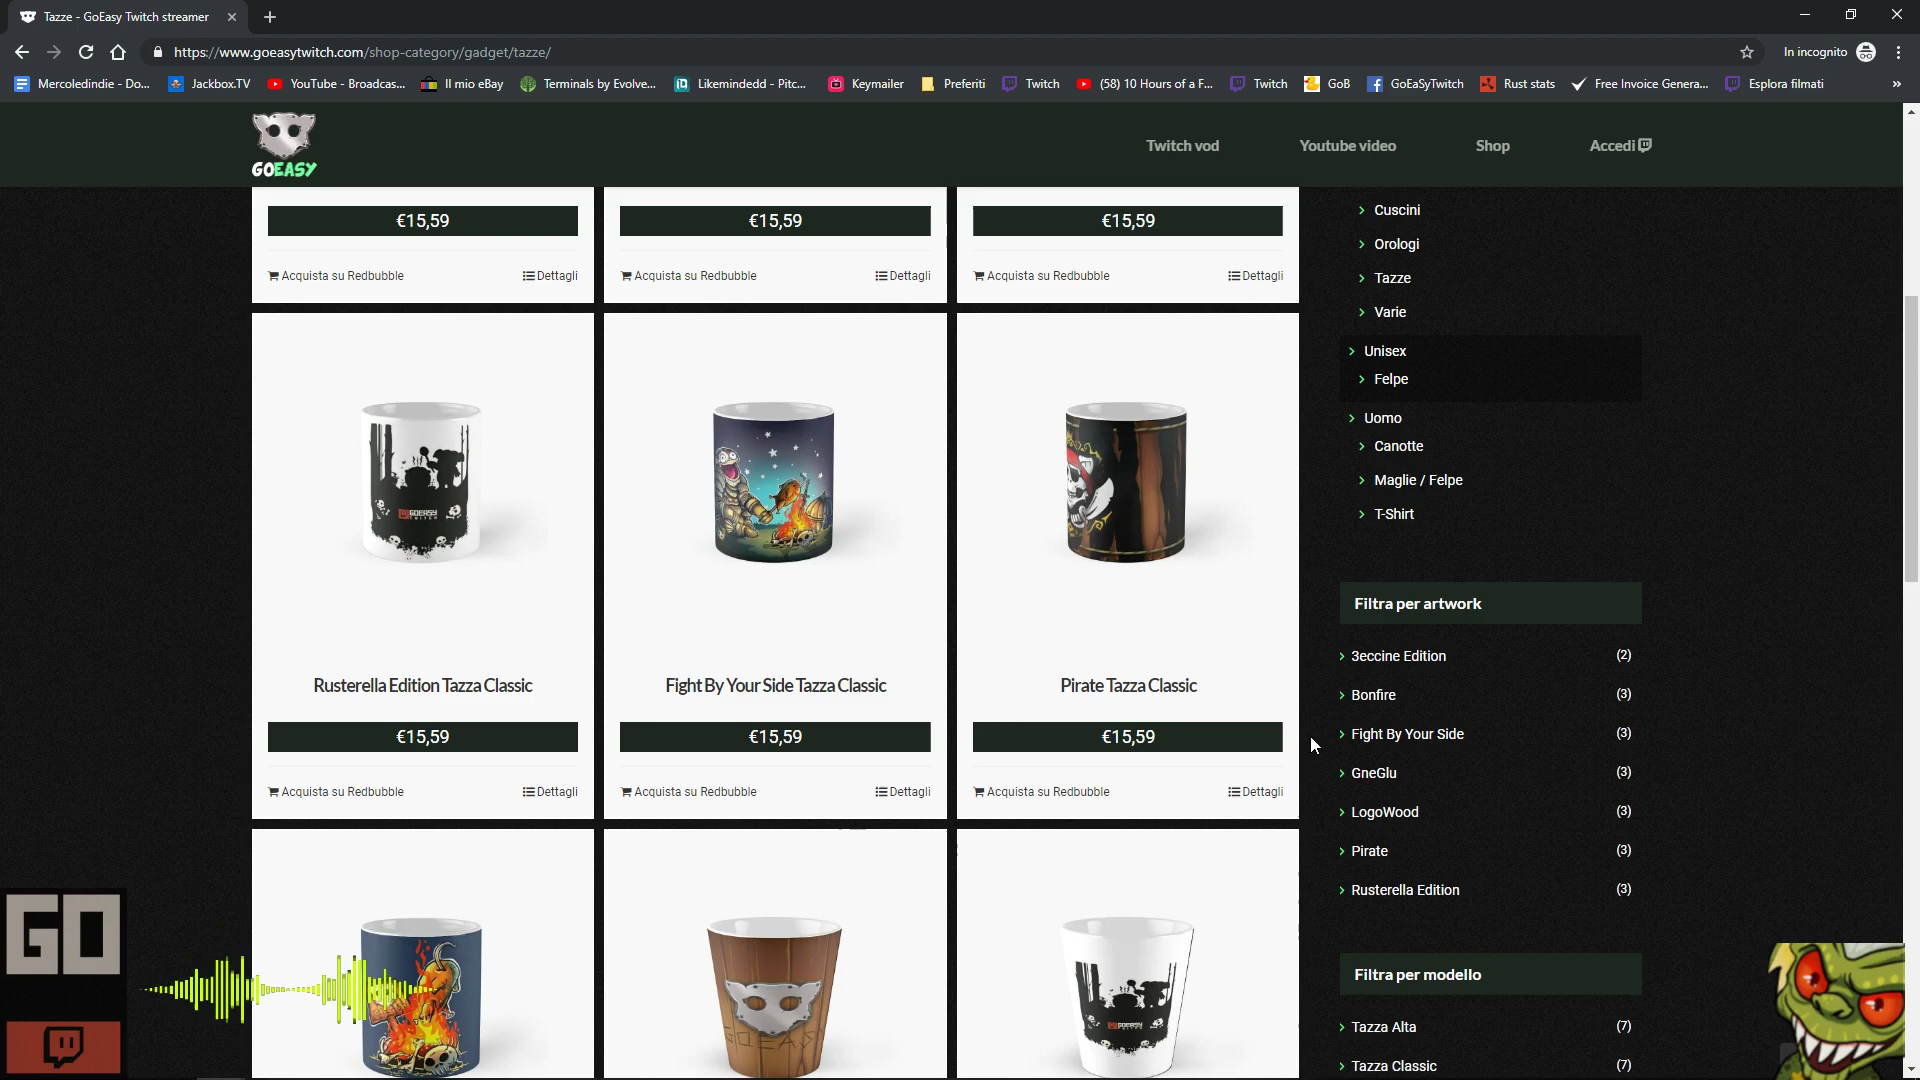 Tazze - GoEasy Twitch streamer
https://www.goeasytwitch.com/shop-category/gadget/tazze/
In incognito
Mercoledindie - Do...
Jackbox.TV
YouTube - Broadcas...
Il mio eBay
Terminals by Evolve...
Likemindedd - Pitc...
Keymailer
Preferiti
Twitch
(58) 10 Hours of a F...
Twitch
GoB
GoEaSyTwitch
Rust stats
Free Invoice Genera...
Esplora filmati
»
GOEASY
Twitch vod
Youtube video
Shop
Accedi
€15,59
€15,59
€15,59
Acquista su Redbubble
Dettagli
Acquista su Redbubble
Dettagli
Acquista su Redbubble
Dettagli
GOEASY
TWITCH
Rusterella Edition Tazza Classic
Fight By Your Side Tazza Classic
Pirate Tazza Classic
€15,59
€15,59
€15,59
Acquista su Redbubble
Dettagli
Acquista su Redbubble
Dettagli
Acquista su Redbubble
Dettagli
GOEASY
GOEASY
Cuscini
Orologi
Tazze
Varie
Unisex
Felpe
Uomo
Canotte
Maglie / Felpe
T-Shirt
Filtra per artwork
3eccine Edition (2)
Bonfire (3)
Fight By Your Side (3)
GneGlu (3)
LogoWood (3)
Pirate (3)
Rusterella Edition (3)
Filtra per modello
Tazza Alta (7)
Tazza Classic (7)
GO